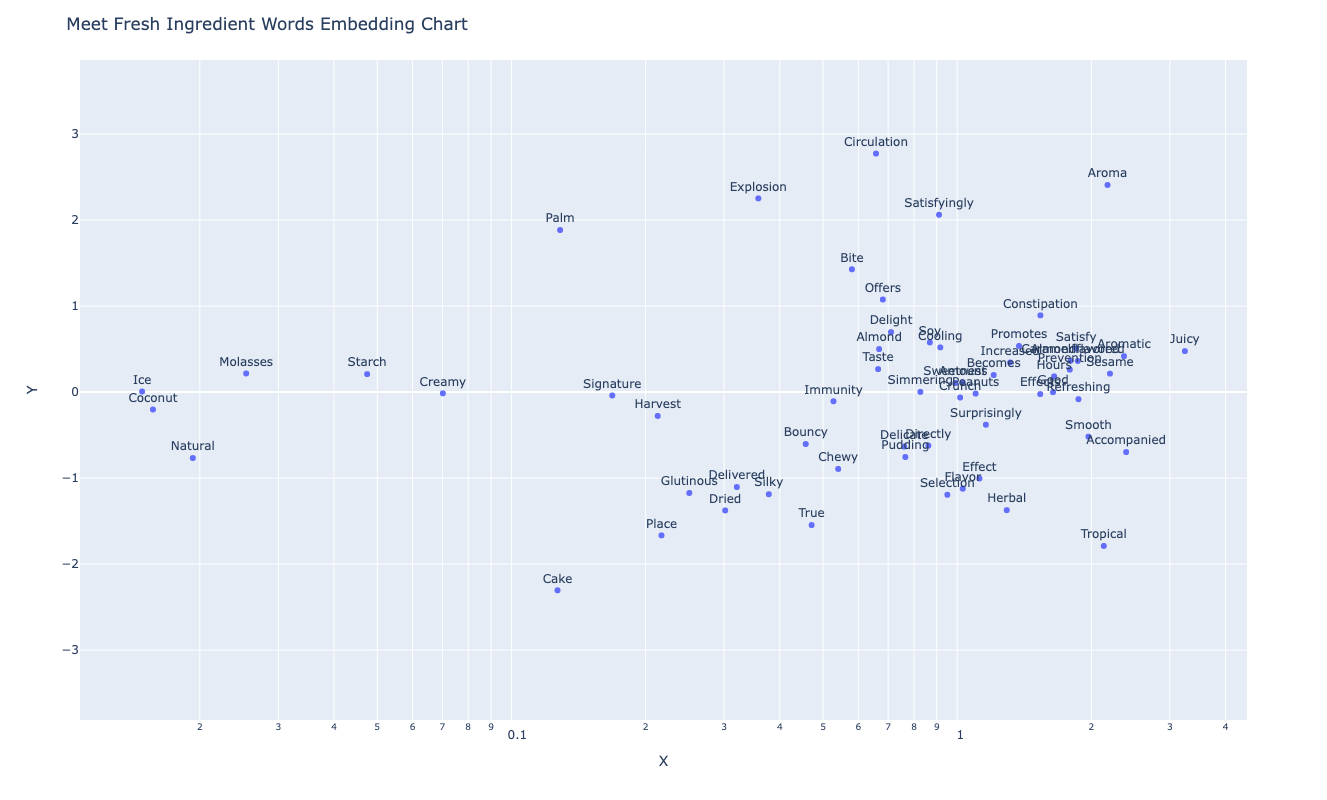 Meet Fresh Ingredient Words Embedding Chart
3
Circulation
Aroma
Explosion
Satisfyingly
2
Palm
Bite
Offers
1
Constipation
Delight
Soy
Cooling
Promotes
Satisfy
Almond
Juicy
Aromatic
Increases
Prevention
Taste
Molasses
Starch
Becomes
Hours
Sesame
Sweetness
Amount
Ice
Creamy
Signature
Simmering
Crunch
Peanuts
Effects
Good
Refreshing
0
Coconut
Immunity
Harvest
Surprisingly
Bouncy
Delicate
Directly
Smooth
Natural
Pudding
Accompanied
Chewy
−1
Glutinous
Delivered
Silky
Effect
Flavor
Selection
Dried
Herbal
Place
True
Tropical
−2
Cake
−3
2 3 4 5 6 7 8 9 0.1 2 3 4 5 6 7 8 9 1 2 3 4
X
Y